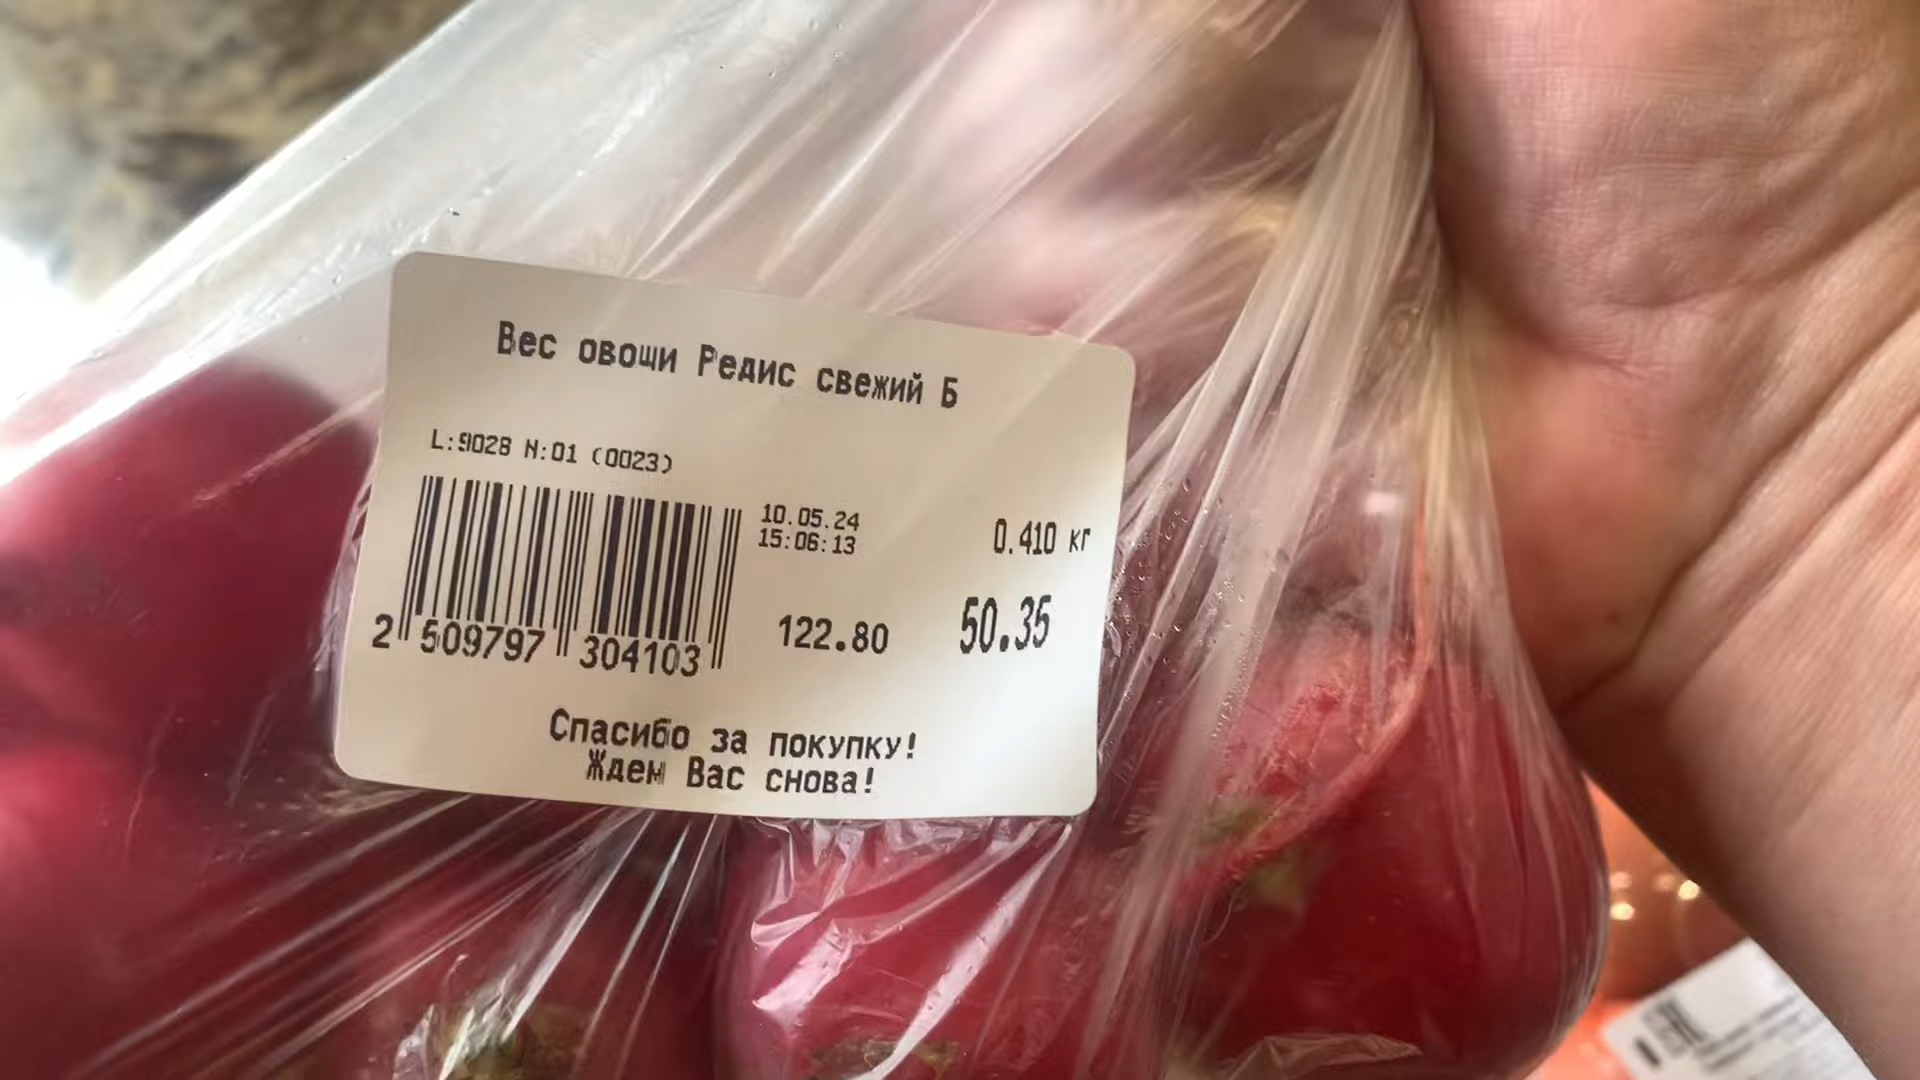 Вес овощи Редис свежий Б
L:9028 N:01 (0023)
10.05.24
15:06:13
0.410 кг
122.80
50.35
2 509797 304103
Спасибо за покупку!
Ждем Вас снова!